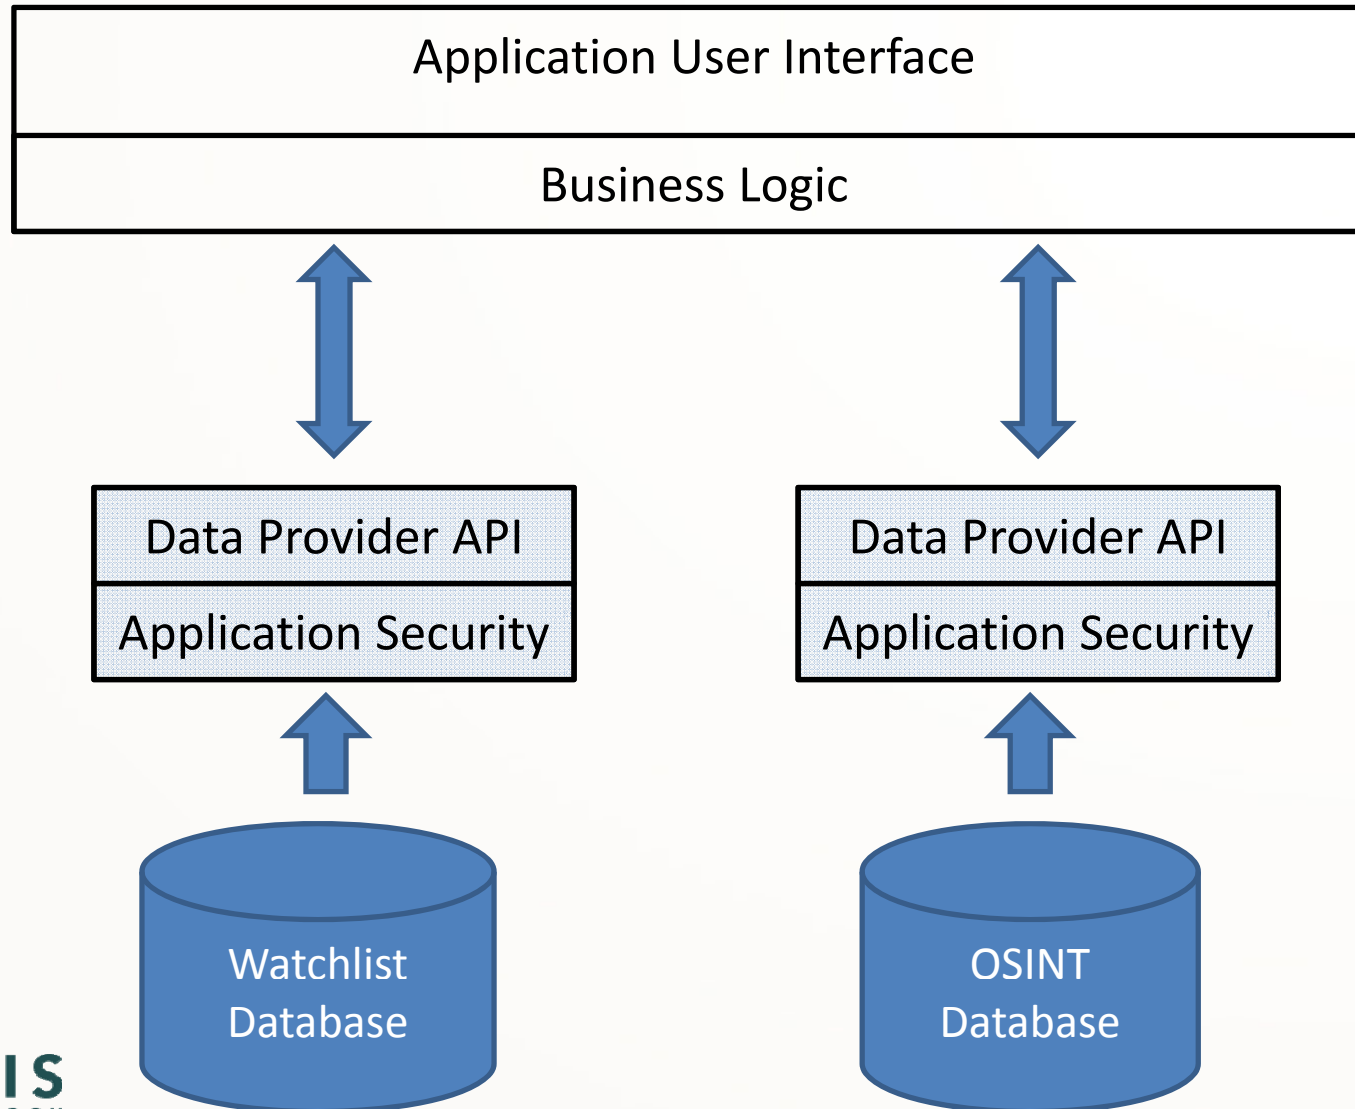 Application User Interface
Business Logic
Data Provider API
Data Provider API
Application Security
Application Security
Watchlist
Database
OSINT
Database
IS